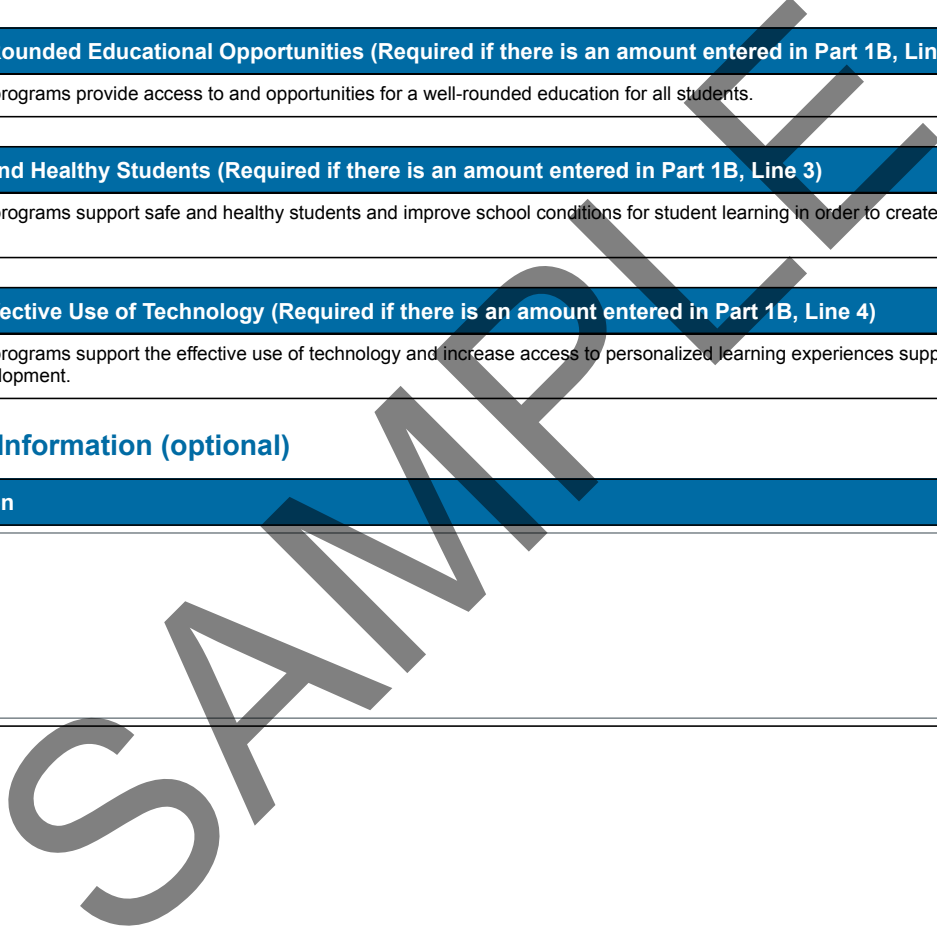 ounded Educational Opportunities (Required if there is an amount entered in Part 1B, Lin
rograms provide access to and opportunities for a well-rounded education for all students.
nd Healthy Students (Required if there is an amount entered in Part 1B, Line 3)
rograms support safe and healthy students and improve school conditions for student learning in order to create
ective Use of Technology (Required if there is an amount entered in Part 1B, Line 4)
rograms support the effective use of technology and increase access to personalized learning experiences supp
lopment.
Information (optional)
n
SAMPLE